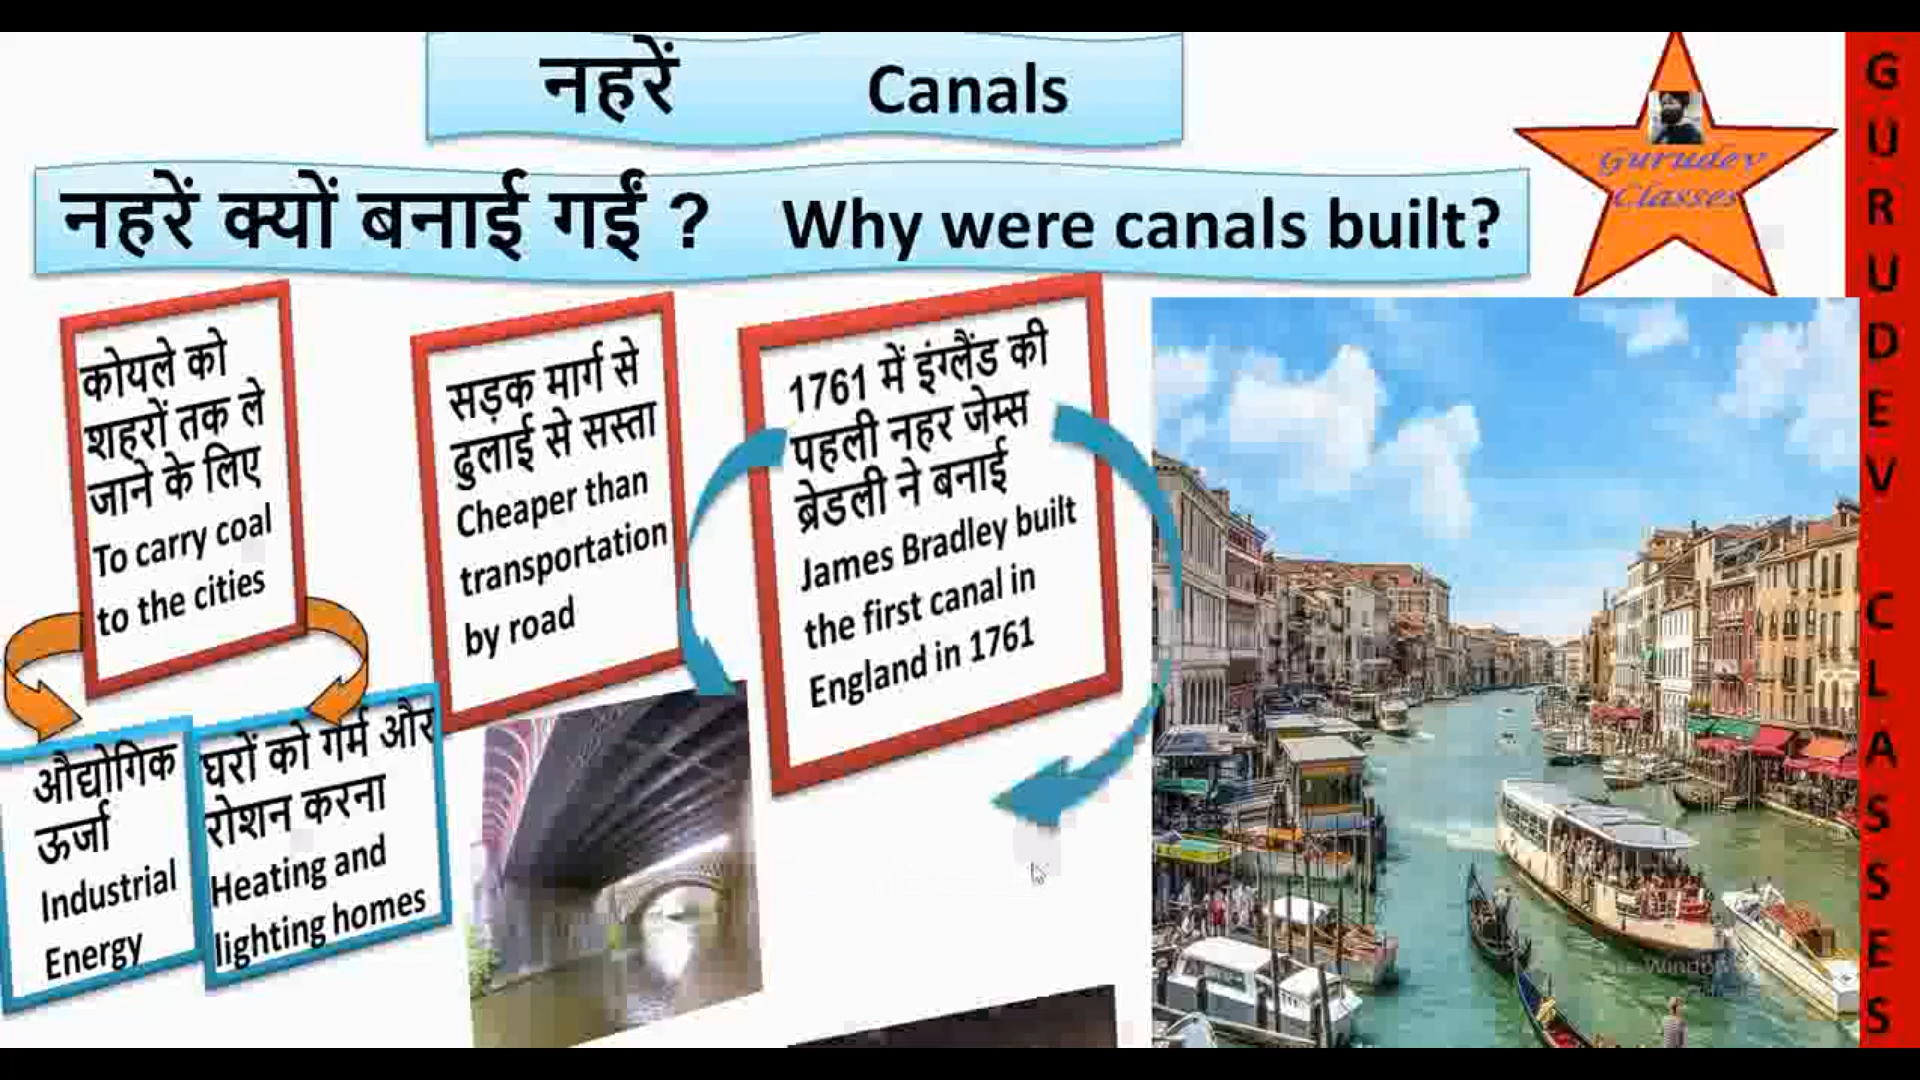 नहरें Canals
नहरें क्यों बनाई गईं ? Why were canals built?
Gurudev
Classes
कोयले को
शहरों तक ले
जाने के लिए
To carry coal
to the cities
सड़क मार्ग से
ढुलाई से सस्ता
Cheaper than
transportation
by road
1761 में इंग्लैंड की
पहली नहर जेम्स
ब्रेडली ने बनाई
James Bradley built
the first canal in
England in 1761
औद्योगिक
ऊर्जा
Industrial
Energy
घरों को गर्म और
रोशन करना
Heating and
lighting homes
GURUDEV CLASSES